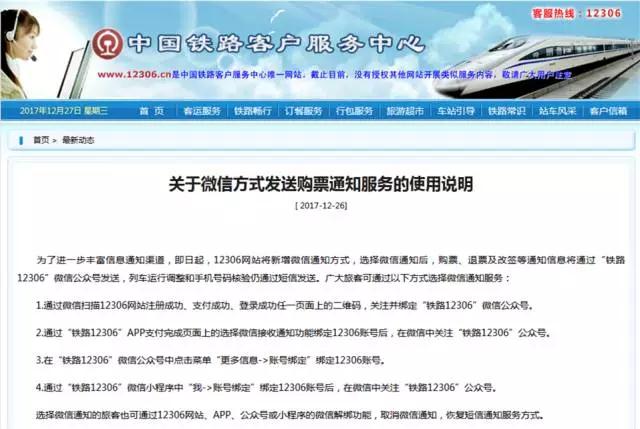 客服热线：12306
中国铁路客户服务中心
www.12306.cn是中国铁路客户服务中心唯一网站，截止目前，没有授权其他网站开展类似服务内容，敬请广大用户注意
2017年12月27日 星期三 首 页 客运服务 铁路畅行 订餐服务 行包服务 旅游超市 车站引导 铁路常识 站车风采 客户信箱
首页 > 最新动态
关于微信方式发送购票通知服务的使用说明
[ 2017-12-26]
为了进一步丰富信息通知渠道，即日起，12306网站将新增微信通知方式，选择微信通知后，购票、退票及改签等通知信息将通过“铁路
12306”微信公众号发送，列车运行调整和手机号码核验仍通过短信发送。广大旅客可通过以下方式选择微信通知服务：
1.通过微信扫描12306网站注册成功、支付成功、登录成功任一页面上的二维码，关注并绑定“铁路12306”微信公众号。
2.通过“铁路12306”APP支付完成页面上的选择微信接收通知功能绑定12306账号后，在微信中关注“铁路12306”公众号。
3.在“铁路12306”微信公众号中点击菜单“更多信息->账号绑定”绑定12306账号。
4.通过“铁路12306”微信小程序中“我->账号绑定”绑定12306账号后，在微信中关注“铁路12306”公众号。
选择微信通知的旅客也可通过12306网站、APP、公众号或小程序的微信解绑功能，取消微信通知，恢复短信通知服务方式。